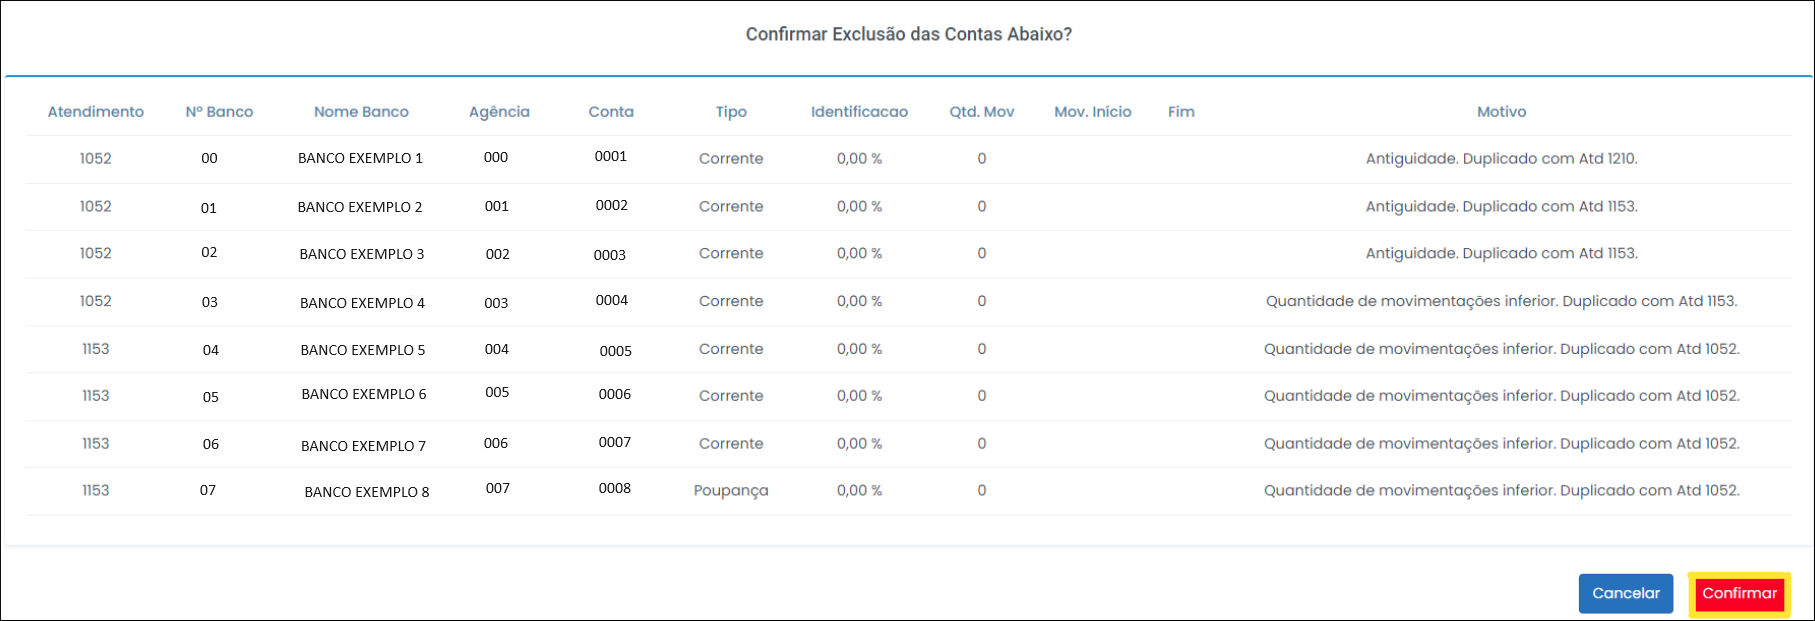 Confirmar Exclusão das Contas Abaixo?
Atendimento Nº Banco Nome Banco Agência Conta Tipo Identificacao Qtd. Mov Mov. Início Fim Motivo
1052 00 BANCO EXEMPLO 1 000 0001 Corrente 0,00 % 0 Antiguidade. Duplicado com Atd 1210.
1052 01 BANCO EXEMPLO 2 001 0002 Corrente 0,00 % 0 Antiguidade. Duplicado com Atd 1153.
1052 02 BANCO EXEMPLO 3 002 0003 Corrente 0,00 % 0 Antiguidade. Duplicado com Atd 1153.
1052 03 BANCO EXEMPLO 4 003 0004 Corrente 0,00 % 0 Quantidade de movimentações inferior. Duplicado com Atd 1153.
1153 04 BANCO EXEMPLO 5 004 0005 Corrente 0,00 % 0 Quantidade de movimentações inferior. Duplicado com Atd 1052.
1153 05 BANCO EXEMPLO 6 005 0006 Corrente 0,00 % 0 Quantidade de movimentações inferior. Duplicado com Atd 1052.
1153 06 BANCO EXEMPLO 7 006 0007 Corrente 0,00 % 0 Quantidade de movimentações inferior. Duplicado com Atd 1052.
1153 07 BANCO EXEMPLO 8 007 0008 Poupança 0,00 % 0 Quantidade de movimentações inferior. Duplicado com Atd 1052.
Cancelar Confirmar